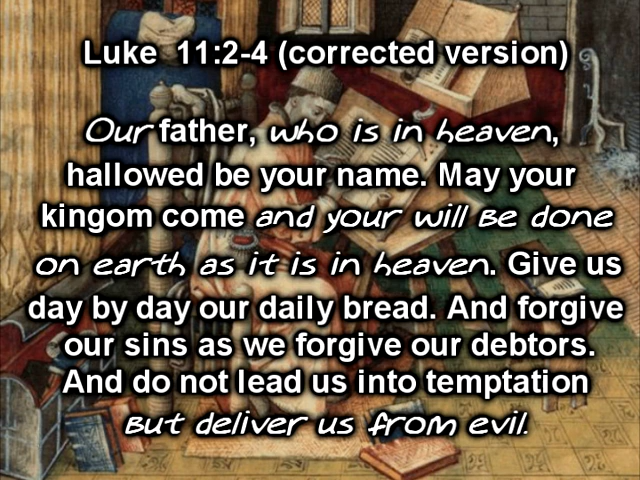 Luke 11:2-4 (corrected version)
Our father, who is in heaven,
hallowed be your name. May your
kingom come and your will be done
on earth as it is in heaven. Give us
day by day our daily bread. And forgive
our sins as we forgive our debtors.
And do not lead us into temptation
but deliver us from evil.